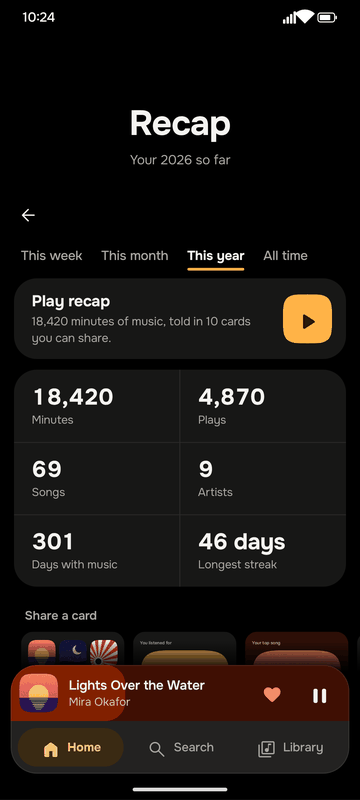 10:24
Recap
Your 2026 so far
This week
This month
This year
All time
Play recap
18,420 minutes of music, told in 10 cards
you can share.
18,420
Minutes
4,870
Plays
69
Songs
9
Artists
301
Days with music
46 days
Longest streak
Share a card
You listened for
Your top song
Lights Over the Water
Mira Okafor
Home
Search
Library